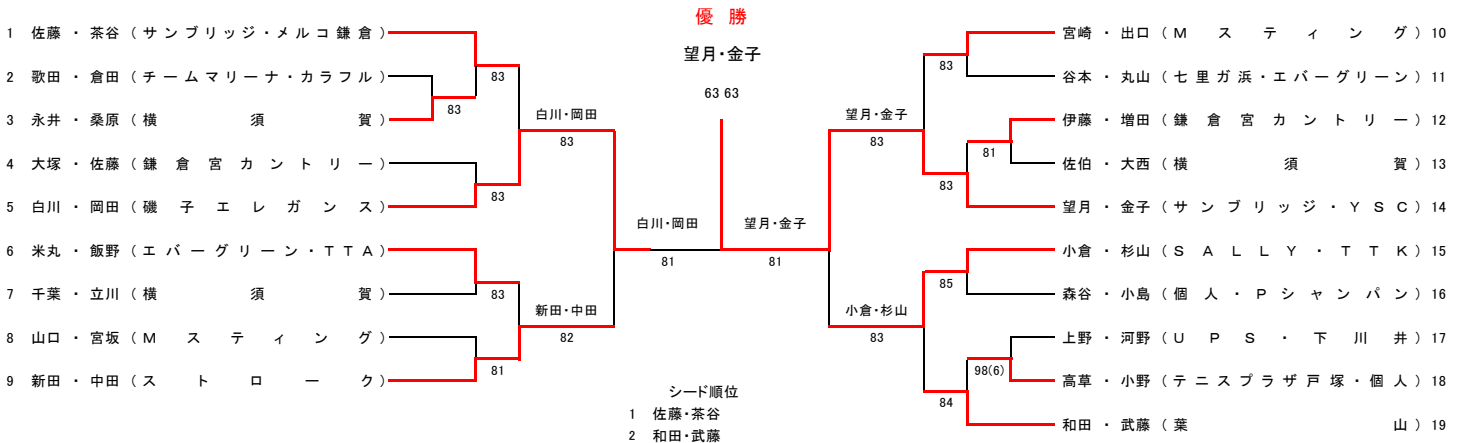 優 勝
望月・金子
63 63
1 佐藤 ・ 茶谷 ( サンブリッジ・メルコ鎌倉 )
2 歌田 ・ 倉田 ( チームマリーナ・カラフル )
3 永井 ・ 桑原 ( 横 須 賀 )
4 大塚 ・ 佐藤 ( 鎌倉宮カントリー )
5 白川 ・ 岡田 ( 磯子エレガンス )
6 米丸 ・ 飯野 ( エバーグリーン・TTA )
7 千葉 ・ 立川 ( 横 須 賀 )
8 山口 ・ 宮坂 ( M スティング )
9 新田 ・ 中田 ( ストローク )
83
83
83
83
81
白川・岡田
83
新田・中田
82
白川・岡田
81
望月・金子
81
望月・金子
83
小倉・杉山
83
83
81
83
85
98(6)
84
宮崎 ・ 出口 ( M スティング ) 10
谷本 ・ 丸山 ( 七里ガ浜・エバーグリーン ) 11
伊藤 ・ 増田 ( 鎌倉宮カントリー ) 12
佐伯 ・ 大西 ( 横 須 賀 ) 13
望月 ・ 金子 ( サンブリッジ・YSC ) 14
小倉 ・ 杉山 ( SALLY・TTK ) 15
森谷 ・ 小島 ( 個人・Pシャンパン ) 16
上野 ・ 河野 ( UPS・下川井 ) 17
高草 ・ 小野 ( テニスプラザ戸塚・個人 ) 18
和田 ・ 武藤 ( 葉 山 ) 19
シード順位
1 佐藤・茶谷
2 和田・武藤